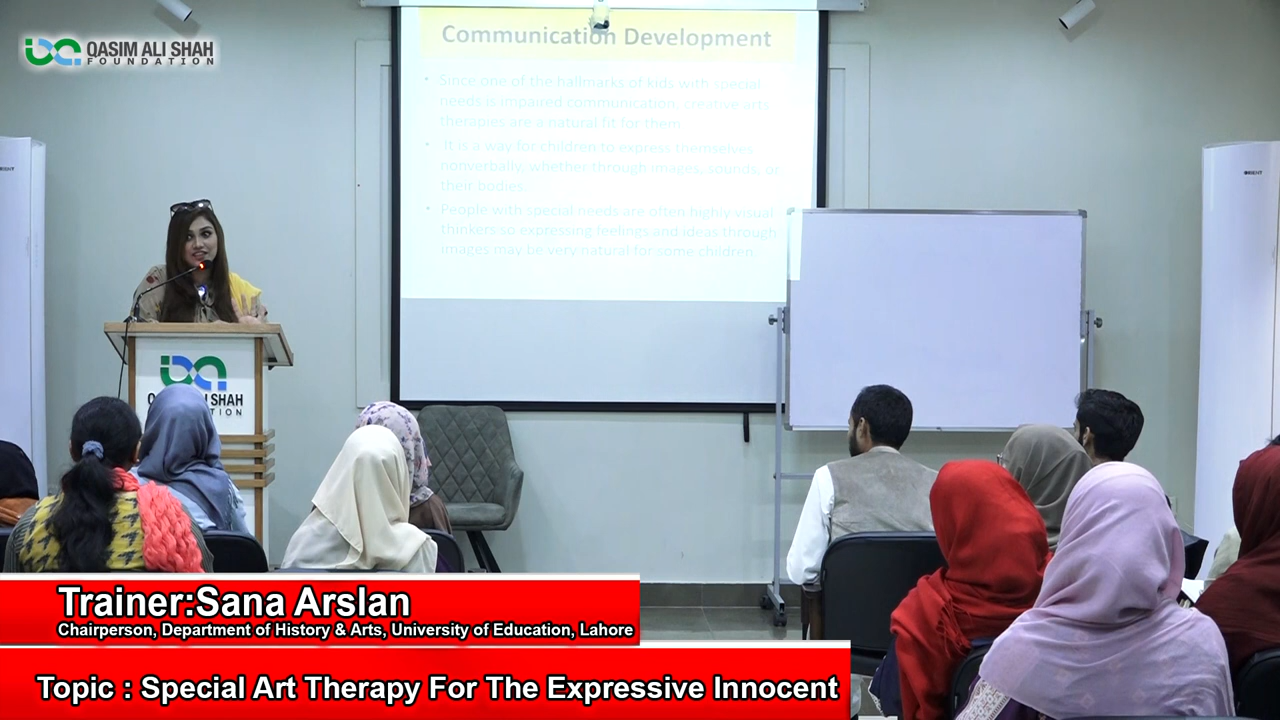 QASIM ALI SHAH
FOUNDATION
Communication Development
• Since one of the hallmarks of kids with special
needs is impaired communication, creative arts
therapies are a natural fit for them.
• It is a way for children to express themselves
nonverbally, whether through images, sounds, or
their bodies.
• People with special needs are often highly visual
thinkers so expressing feelings and ideas through
images may be very natural for some children.
ORIENT
ALI SHAH
Trainer:Sana Arslan
Chairperson, Department of History & Arts, University of Education, Lahore
Topic : Special Art Therapy For The Expressive Innocent